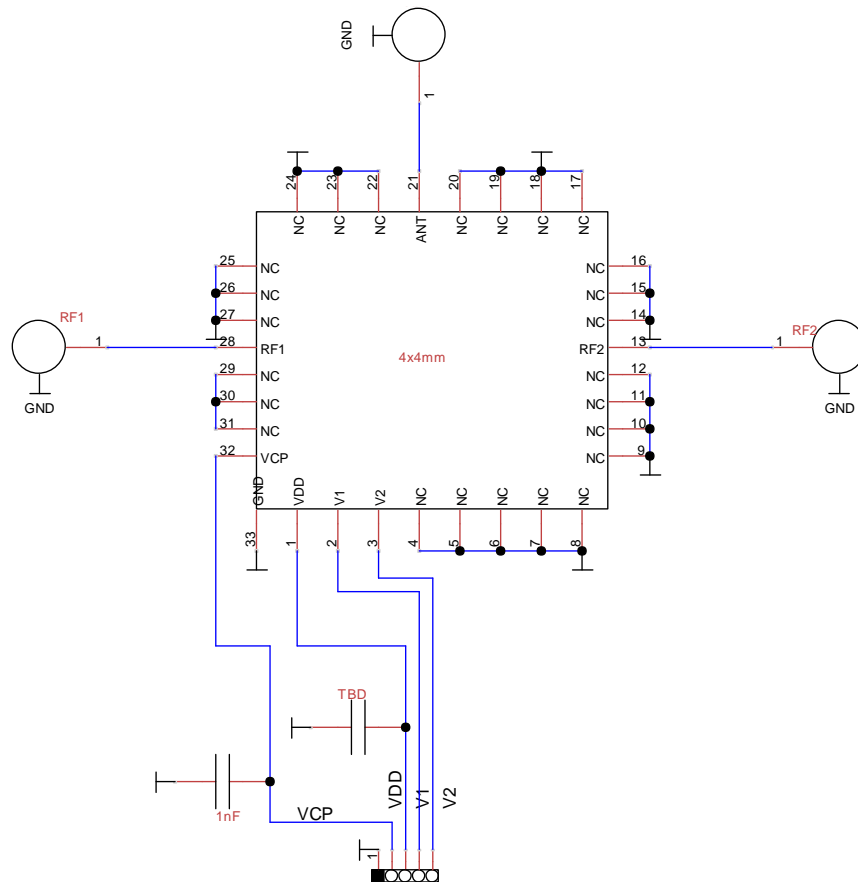 GND
1
24 23 22 21 20 19 18 17
NC NC NC ANT NC NC NC NC
25 NC NC 16
26 NC NC 15
27 NC NC 14
RF1 1 28 RF1 RF2 13 1 RF2
4x4mm
GND GND
29 NC NC 12
30 NC NC 11
31 NC NC 10
32 VCP NC 9
GND VDD V1 V2 NC NC NC NC NC
33 1 2 3 4 5 6 7 8
TBD
1nF
VCP VDD V1 V2
1